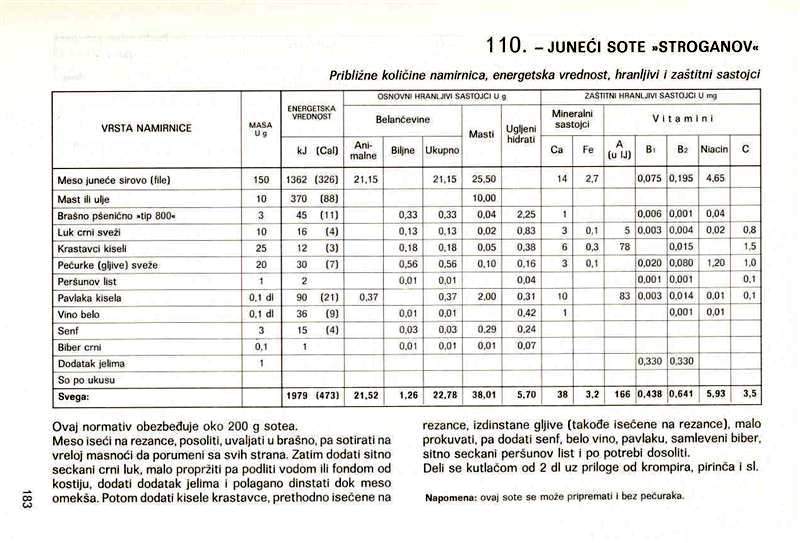 110. – JUNEĆI SOTE »STROGANOV«
Približne količine namirnica, energetska vrednost, hranljivi i zaštitni sastojci
VRSTA NAMIRNICE MASA U g ENERGETSKA VREDNOST OSNOVNI HRANLJIVI SASTOJCI U g ZAŠTITNI HRANLJIVI SASTOJCI U mg
Belančevine Masti Ugljeni hidrati Mineralni sastojci Vitamini
kJ (Cal) Animalne Biljne Ukupno Ca Fe A (u IJ) B1 B2 Niacin C
Meso juneće sirovo (file) 150 1362 (326) 21,15 21,15 25,50 14 2,7 0,075 0,195 4,65
Mast ili ulje 10 370 (88) 10,00
Brašno pšenično »tip 800« 3 45 (11) 0,33 0,33 0,04 2,25 1 0,006 0,001 0,04
Luk crni sveži 10 16 (4) 0,13 0,13 0,02 0,83 3 0,1 5 0,003 0,004 0,02 0,8
Krastavci kiseli 25 12 (3) 0,18 0,18 0,05 0,38 6 0,3 78 0,015 1,5
Pečurke (gljive) sveže 20 30 (7) 0,56 0,56 0,10 0,16 3 0,1 0,020 0,080 1,20 1,0
Peršunov list 1 2 0,01 0,01 0,04 0,001 0,001 0,1
Pavlaka kisela 0,1 dl 90 (21) 0,37 0,37 2,00 0,31 10 83 0,003 0,014 0,01 0,1
Vino belo 0,1 dl 36 (9) 0,01 0,01 0,42 1 0,001 0,01
Senf 3 15 (4) 0,03 0,03 0,29 0,24
Biber crni 0,1 1 0,01 0,01 0,01 0,07
Dodatak jelima 1 0,330 0,330
So po ukusu
Svega: 1979 (473) 21,52 1,26 22,78 38,01 5,70 38 3,2 166 0,438 0,641 5,93 3,5
Ovaj normativ obezbeđuje oko 200 g sotea.
Meso iseći na rezance, posoliti, uvaljati u brašno, pa sotirati na
vreloj masnoći da porumeni sa svih strana. Zatim dodati sitno
seckani crni luk, malo propržiti pa podliti vodom ili fondom od
kostiju, dodati dodatak jelima i polagano dinstati dok meso
omekša. Potom dodati kisele krastavce, prethodno isečene na
rezance, izdinstane gljive (takođe isečene na rezance), malo
prokuvati, pa dodati senf, belo vino, pavlaku, samleveni biber,
sitno seckani peršunov list i po potrebi dosoliti.
Deli se kutlačom od 2 dl uz priloge od krompira, pirinča i sl.
Napomena: ovaj sote se može pripremati i bez pečuraka.
183